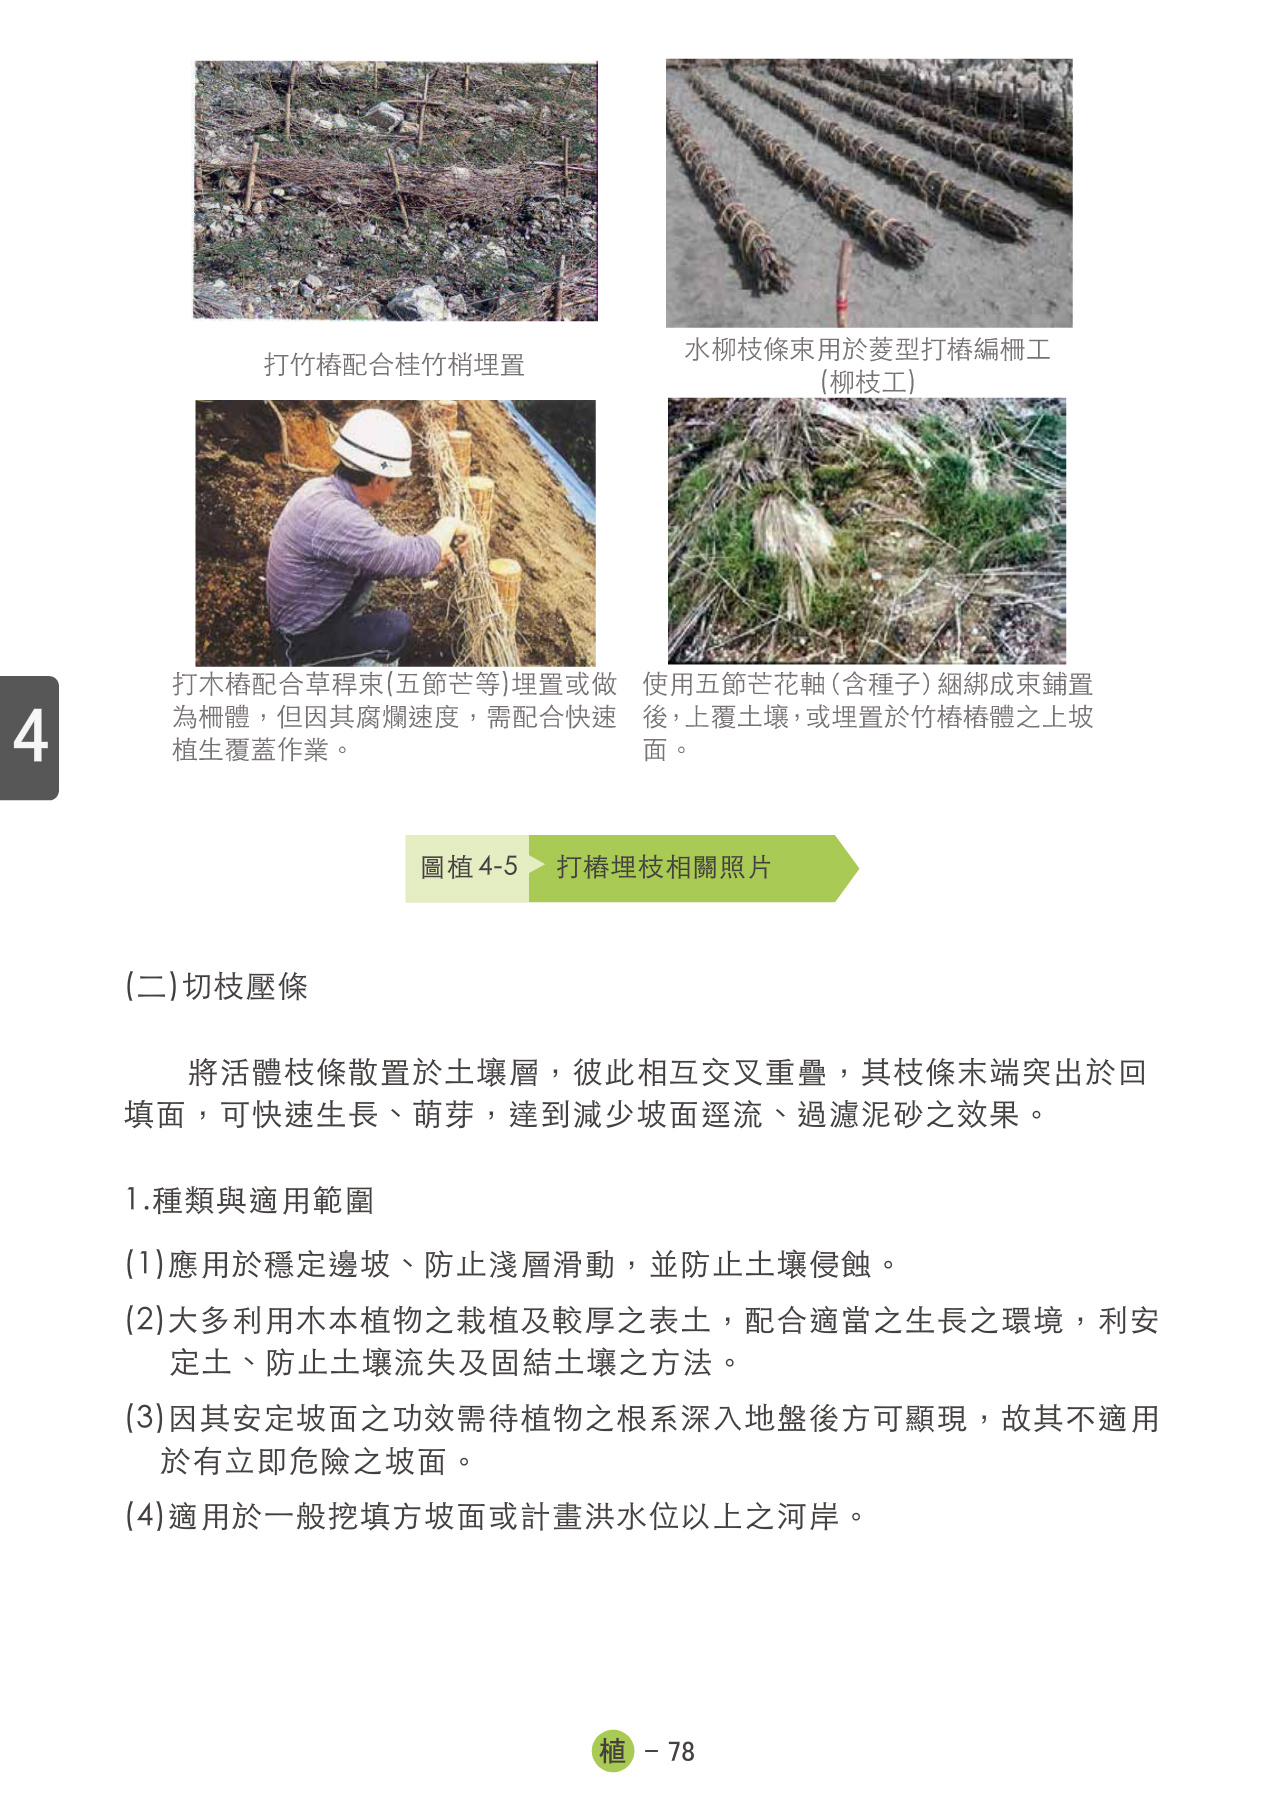 打竹樁配合桂竹梢埋置
水柳枝條束用於菱型打樁編柵工
(柳枝工)
打木樁配合草稈束(五節芒等)埋置或做
為柵體，但因其腐爛速度，需配合快速
植生覆蓋作業。
使用五節芒花軸(含種子)綑綁成束鋪置
後，上覆土壤，或埋置於竹樁樁體之上坡
面。
4
圖植4-5 打樁埋枝相關照片
(二)切枝壓條
將活體枝條散置於土壤層，彼此相互交叉重疊，其枝條末端突出於回
填面，可快速生長、萌芽，達到減少坡面逕流、過濾泥砂之效果。
1.種類與適用範圍
(1)應用於穩定邊坡、防止淺層滑動，並防止土壤侵蝕。
(2)大多利用木本植物之栽植及較厚之表土，配合適當之生長之環境，利安
定土、防止土壤流失及固結土壤之方法。
(3)因其安定坡面之功效需待植物之根系深入地盤後方可顯現，故其不適用
於有立即危險之坡面。
(4)適用於一般挖填方坡面或計畫洪水位以上之河岸。
植 - 78